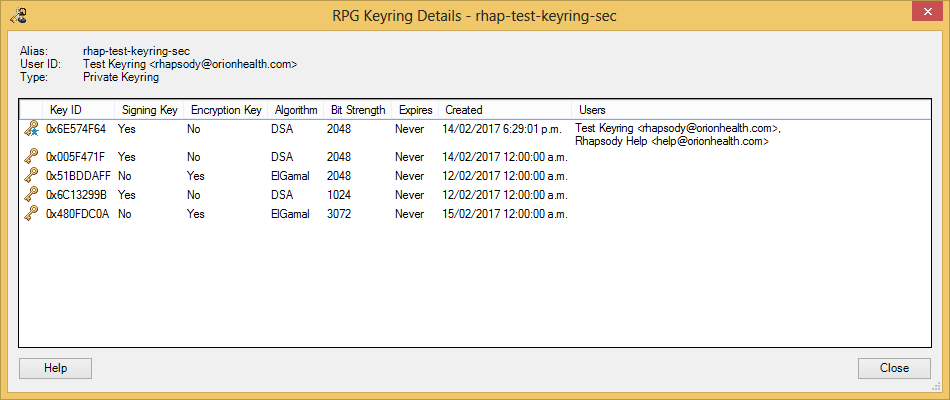 RPG Keyring Details - rhap-test-keyring-sec
Alias: rhap-test-keyring-sec
User ID: Test Keyring <rhapsody@orionhealth.com>
Type: Private Keyring
Key ID Signing Key Encryption Key Algorithm Bit Strength Expires Created Users
0x6E574F64 Yes No DSA 2048 Never 14/02/2017 6:29:01 p.m. Test Keyring <rhapsody@orionhealth.com>,
Rhapsody Help <help@orionhealth.com>
0x005F471F Yes No DSA 2048 Never 14/02/2017 12:00:00 a.m.
0x51BDDAFF No Yes ElGamal 2048 Never 12/02/2017 12:00:00 a.m.
0x6C13299B Yes No DSA 1024 Never 12/02/2017 12:00:00 a.m.
0x480FDC0A No Yes ElGamal 3072 Never 15/02/2017 12:00:00 a.m.
Help Close